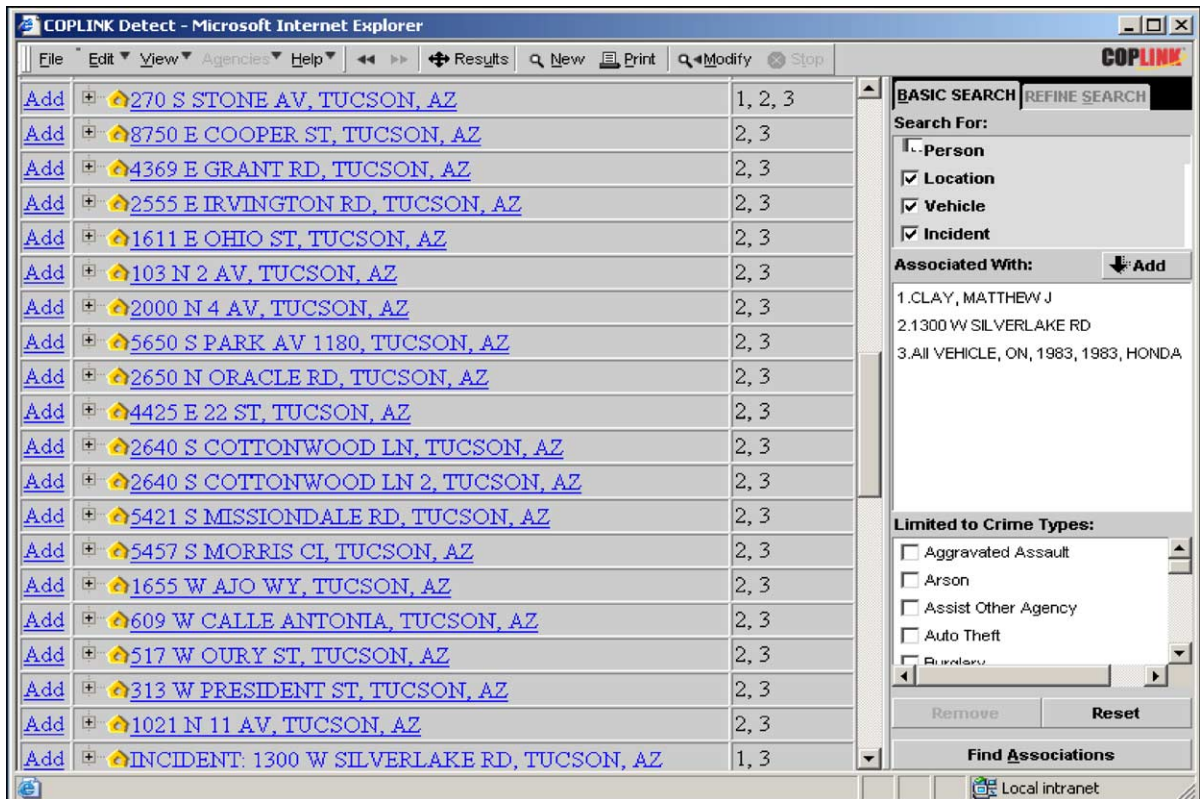 COPLINK Detect - Microsoft Internet Explorer
File Edit View Agencies Help Results New Print Modify Stop COPLINK
Add 270 S STONE AV, TUCSON, AZ 1, 2, 3
Add 8750 E COOPER ST, TUCSON, AZ 2, 3
Add 4369 E GRANT RD, TUCSON, AZ 2, 3
Add 2555 E IRVINGTON RD, TUCSON, AZ 2, 3
Add 1611 E OHIO ST, TUCSON, AZ 2, 3
Add 103 N 2 AV, TUCSON, AZ 2, 3
Add 2000 N 4 AV, TUCSON, AZ 2, 3
Add 5650 S PARK AV 1180, TUCSON, AZ 2, 3
Add 2650 N ORACLE RD, TUCSON, AZ 2, 3
Add 4425 E 22 ST, TUCSON, AZ 2, 3
Add 2640 S COTTONWOOD LN, TUCSON, AZ 2, 3
Add 2640 S COTTONWOOD LN 2, TUCSON, AZ 2, 3
Add 5421 S MISSIONDALE RD, TUCSON, AZ 2, 3
Add 5457 S MORRIS CI, TUCSON, AZ 2, 3
Add 1655 W AJO WY, TUCSON, AZ 2, 3
Add 609 W CALLE ANTONIA, TUCSON, AZ 2, 3
Add 517 W OURY ST, TUCSON, AZ 2, 3
Add 313 W PRESIDENT ST, TUCSON, AZ 2, 3
Add 1021 N 11 AV, TUCSON, AZ 2, 3
Add INCIDENT: 1300 W SILVERLAKE RD, TUCSON, AZ 1, 3
BASIC SEARCH REFINE SEARCH
Search For:
Person
Location
Vehicle
Incident
Associated With: Add
1.CLAY, MATTHEW J
2.1300 W SILVERLAKE RD
3.All VEHICLE, ON, 1983, 1983, HONDA
Limited to Crime Types:
Aggravated Assault
Arson
Assist Other Agency
Auto Theft
Burglary
Remove Reset
Find Associations
Local intranet